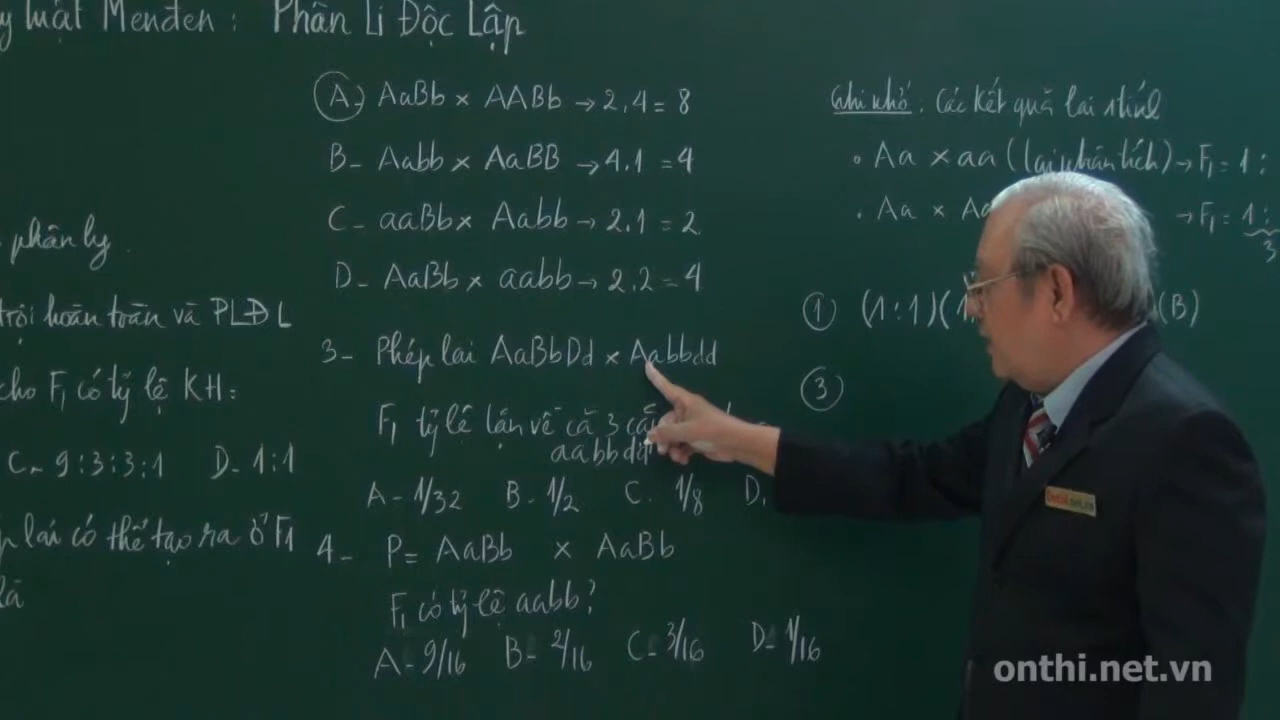 luật Menđen : Phân Li Độc Lập
phân ly.
trội hoàn toàn và PLĐL
cho F1 có tỷ lệ KH:
C- 9:3:3:1 D- 1:1
lai có thể tạo ra ở F1
là
A- AaBb × AABb → 2.4 = 8
B- Aabb × AaBB → 4.1 = 4
C- aaBb × Aabb → 2.1 = 2
D- AaBb × aabb → 2.2 = 4
3- Phép lai AaBbDd × Aabbdd
F1 tỷ lệ lặn về cả 3
aabbdd
A- 1/32 B- 1/2 C. 1/8 D.
4- P= AaBb × AaBb
F1 có tỷ lệ aabb?
A- 9/16 B- 2/16 C- 3/16 D- 1/16
Ghi nhớ. Các kết quả lai
• Aa × aa (lai phân tích) → F1 = 1:
• Aa × → F1 = 1:
3
① (1:1)( (B)
③
onthi.net.vn